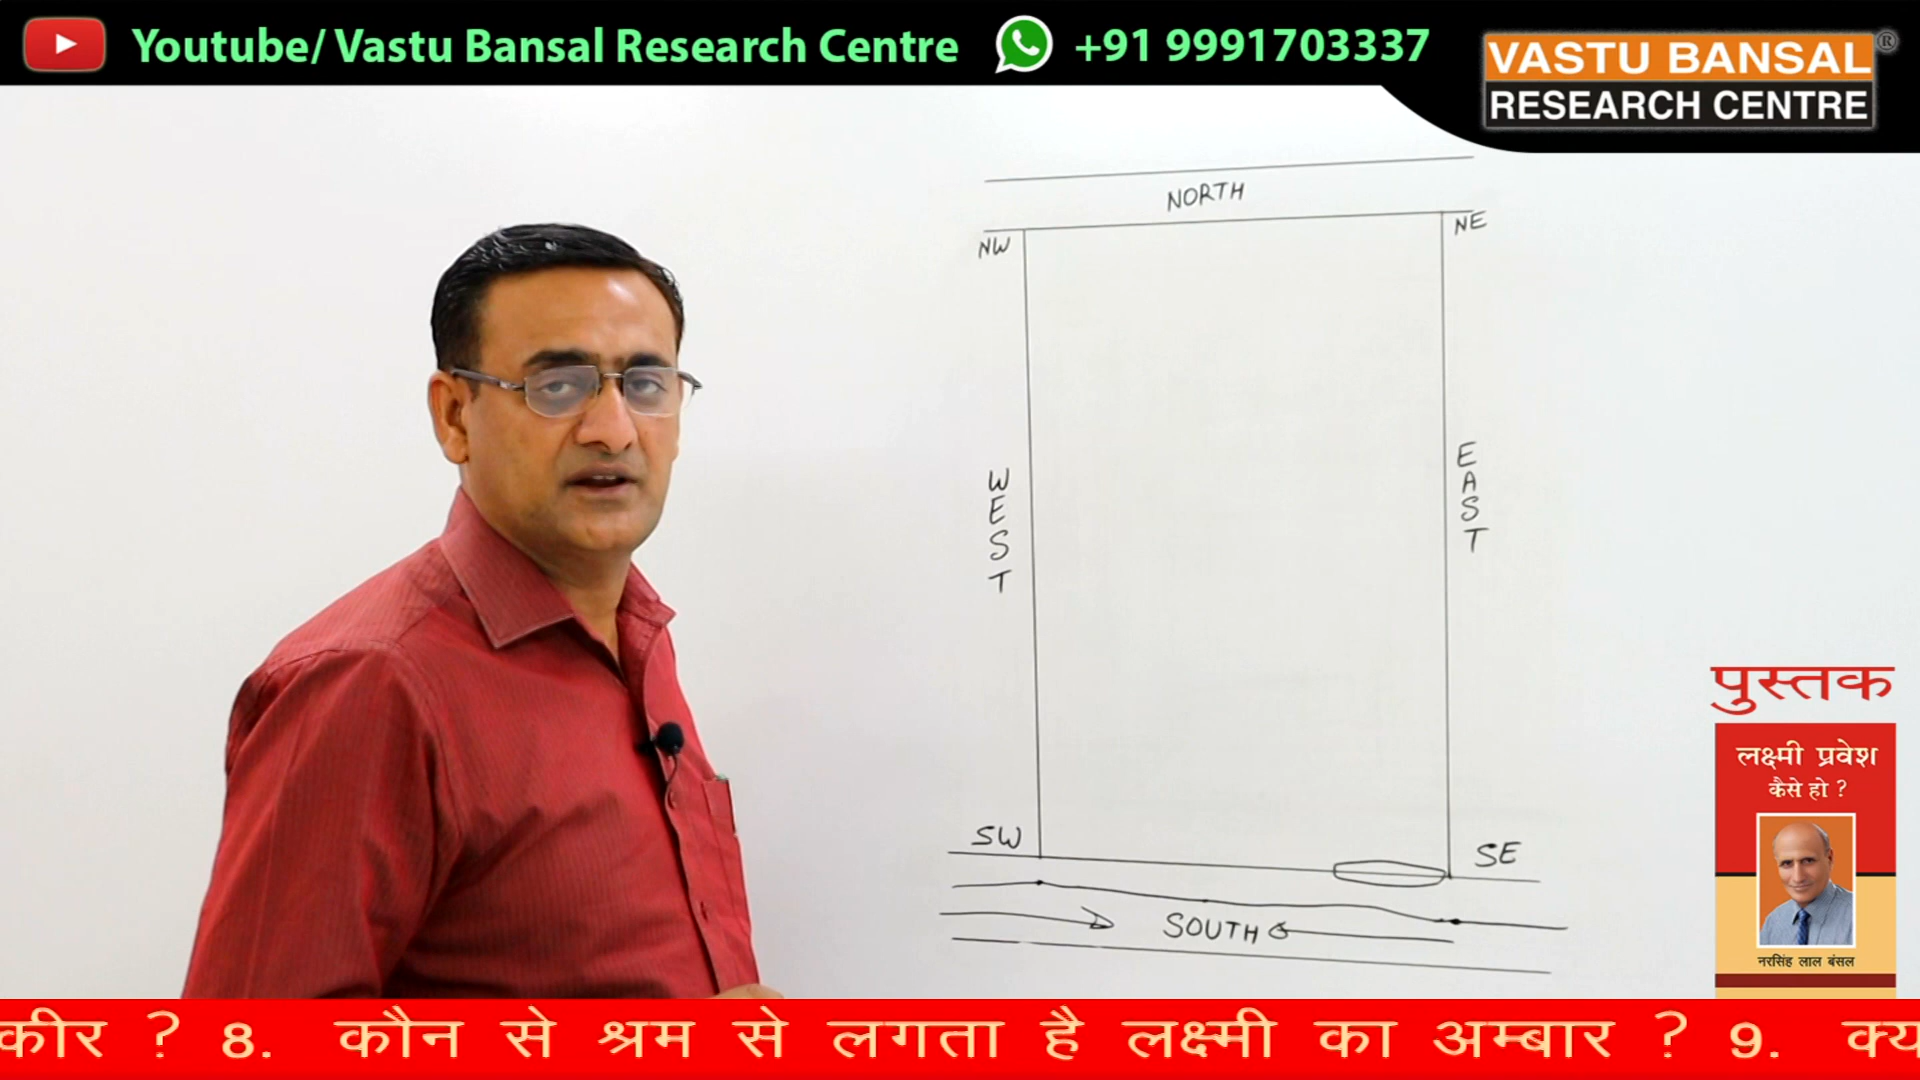 Youtube/ Vastu Bansal Research Centre
+91 9991703337
VASTU BANSAL
®
RESEARCH CENTRE
NORTH
NW
NE
WEST
EAST
SW
SE
SOUTH
पुस्तक
लक्ष्मी प्रवेश
कैसे हो ?
नरसिंह लाल बंसल
कीर ? 8. कौन से श्रम से लगता है लक्ष्मी का अम्बार ? 9. क्य